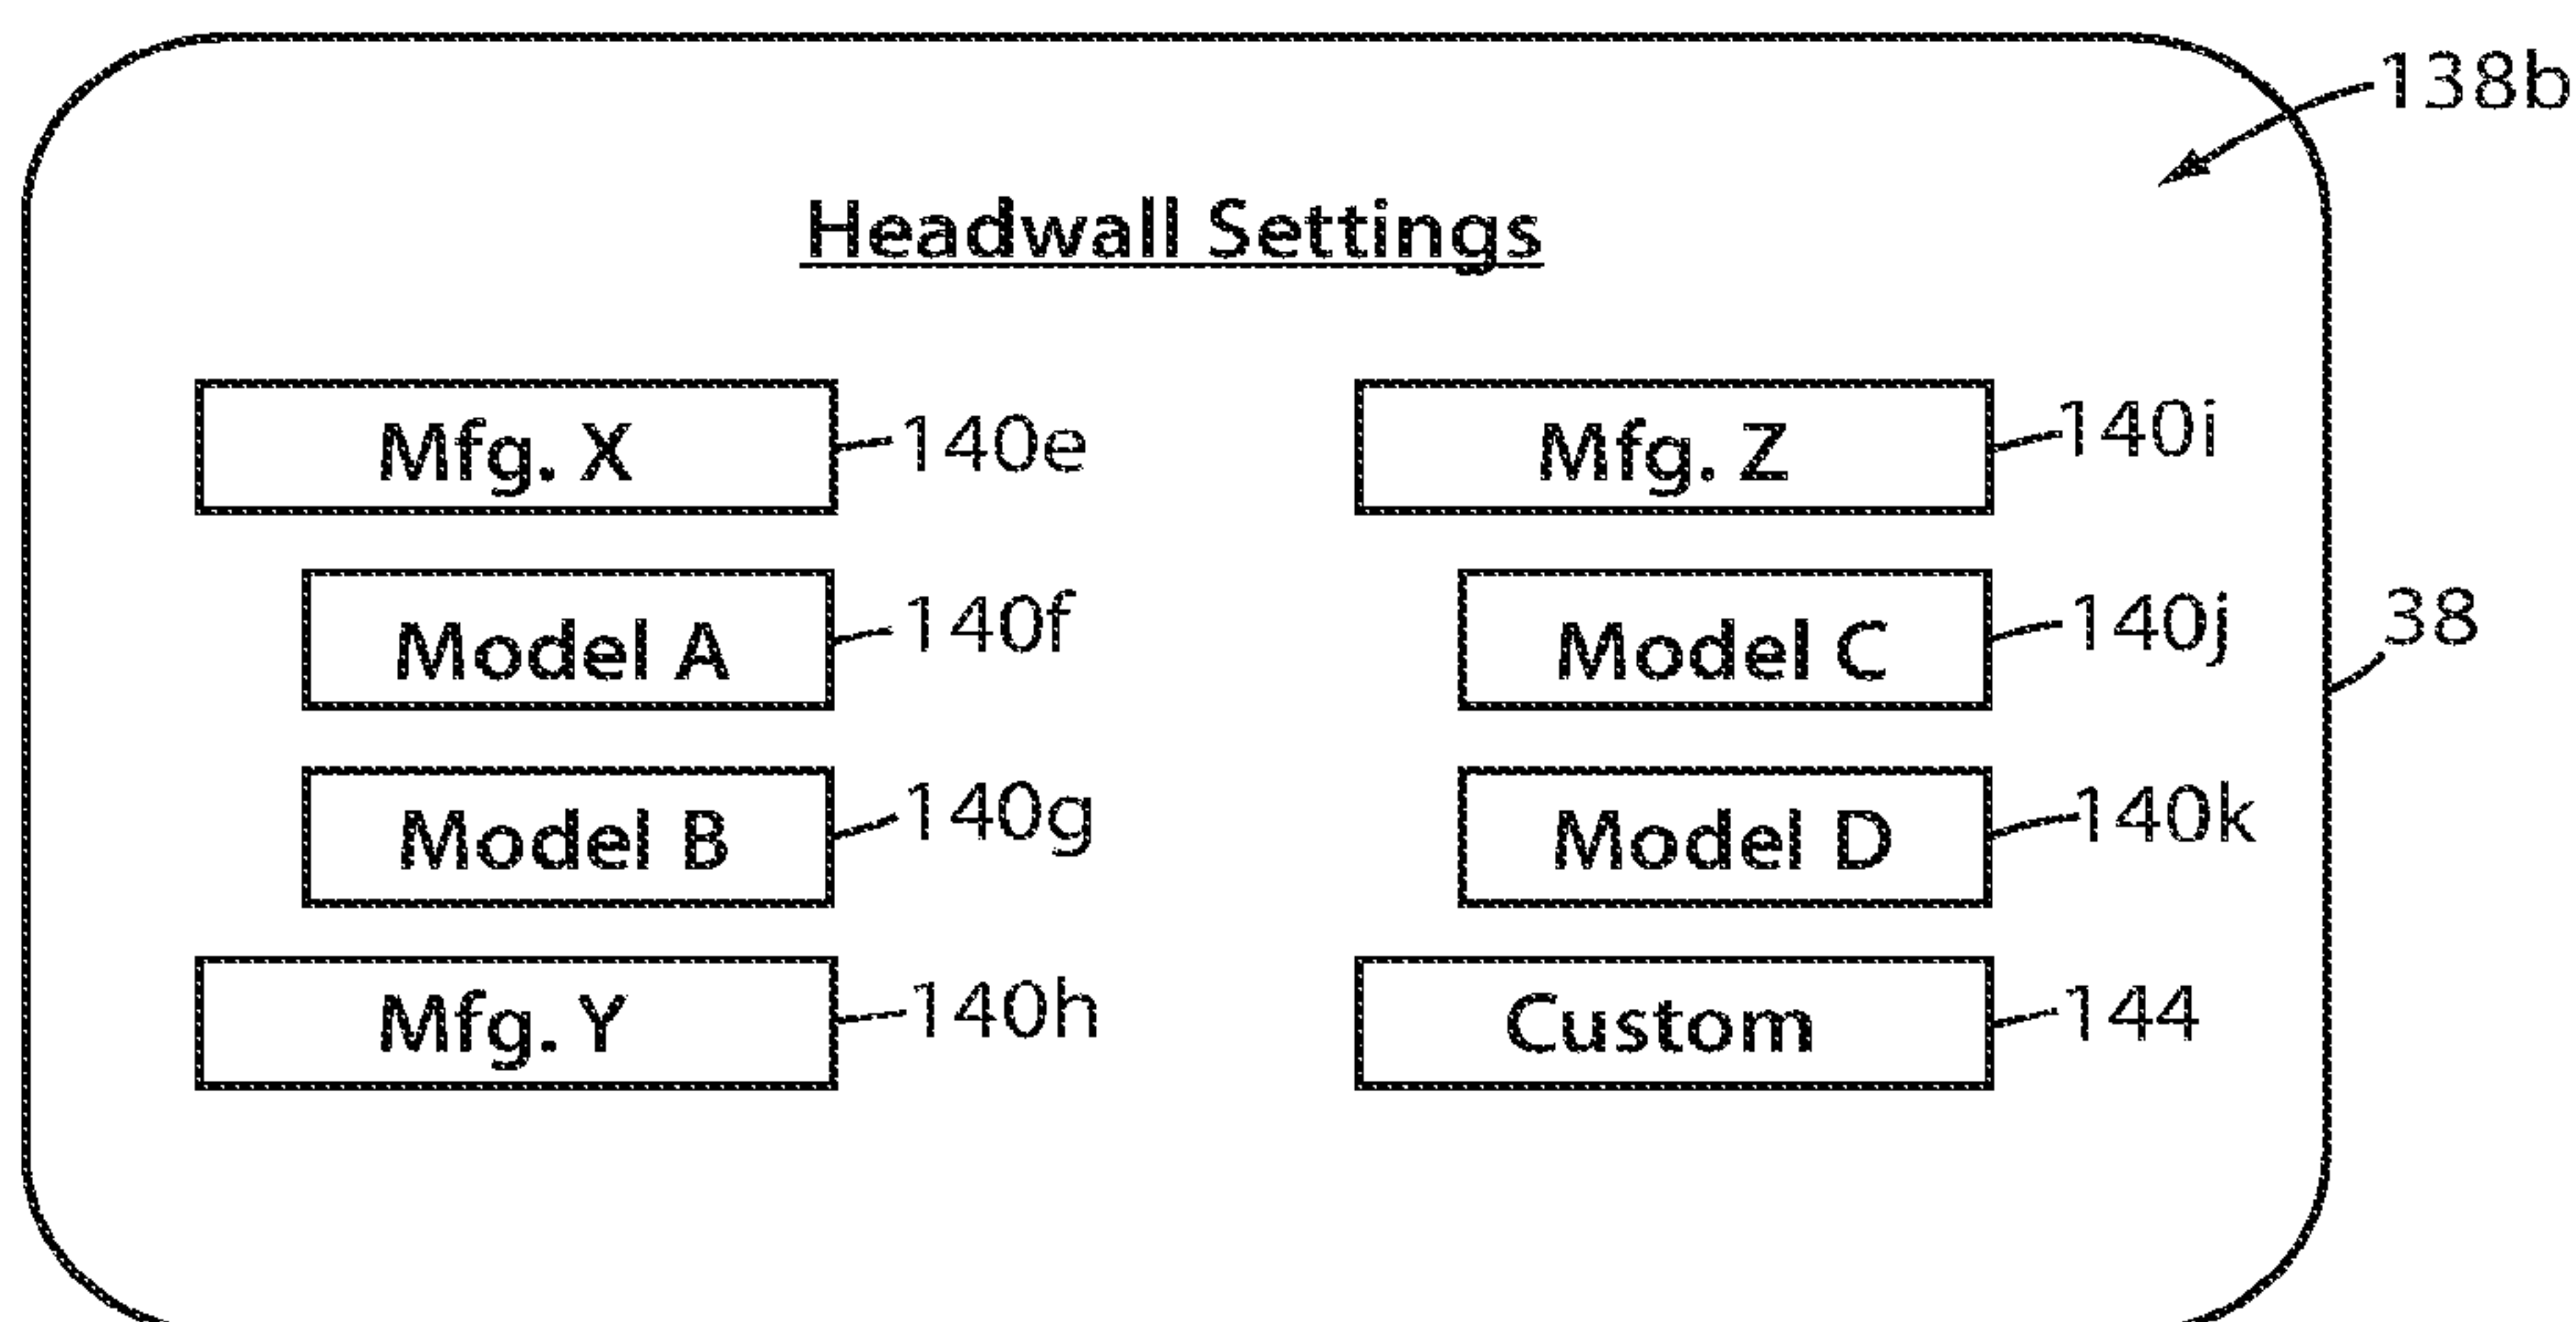 138b
Headwall Settings
Mfg. X 140e
Mfg. Z 140i
Model A 140f
Model C 140j
38
Model B 140g
Model D 140k
Mfg. Y 140h
Custom 144